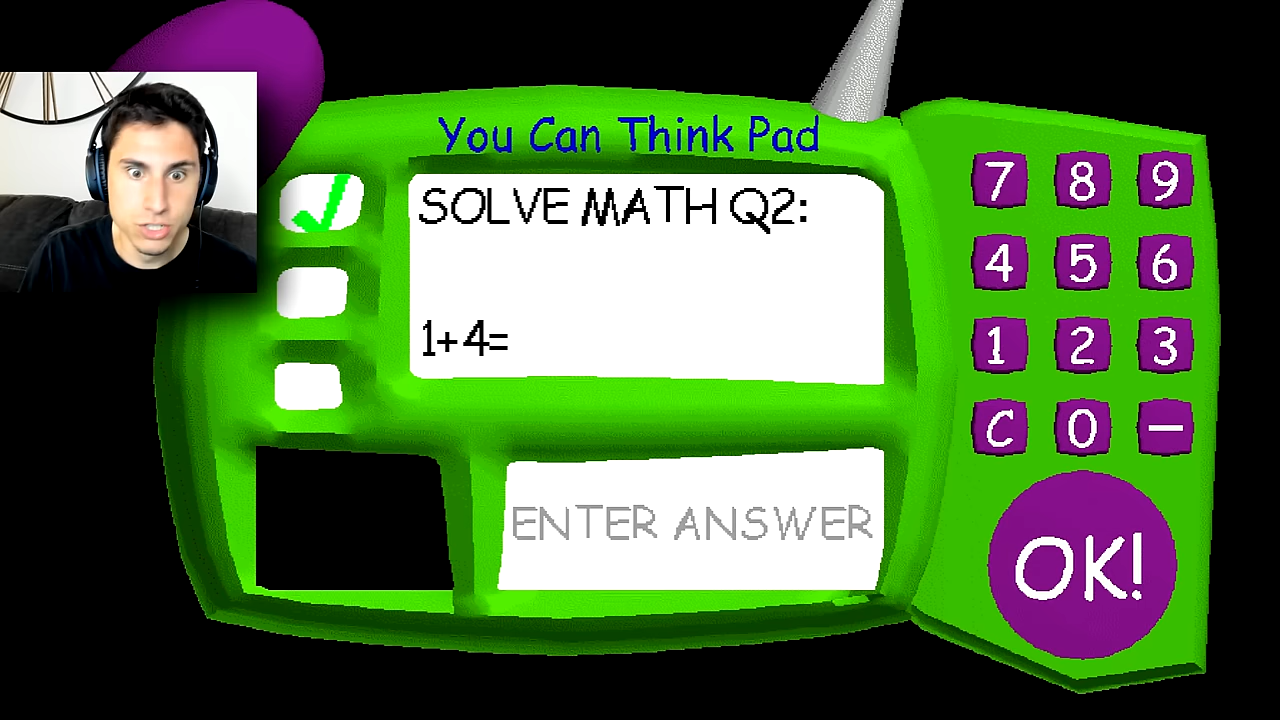 You Can Think Pad
SOLVE MATH Q2:
1+4=
ENTER ANSWER
7 8 9
4 5 6
1 2 3
C 0 —
OK!